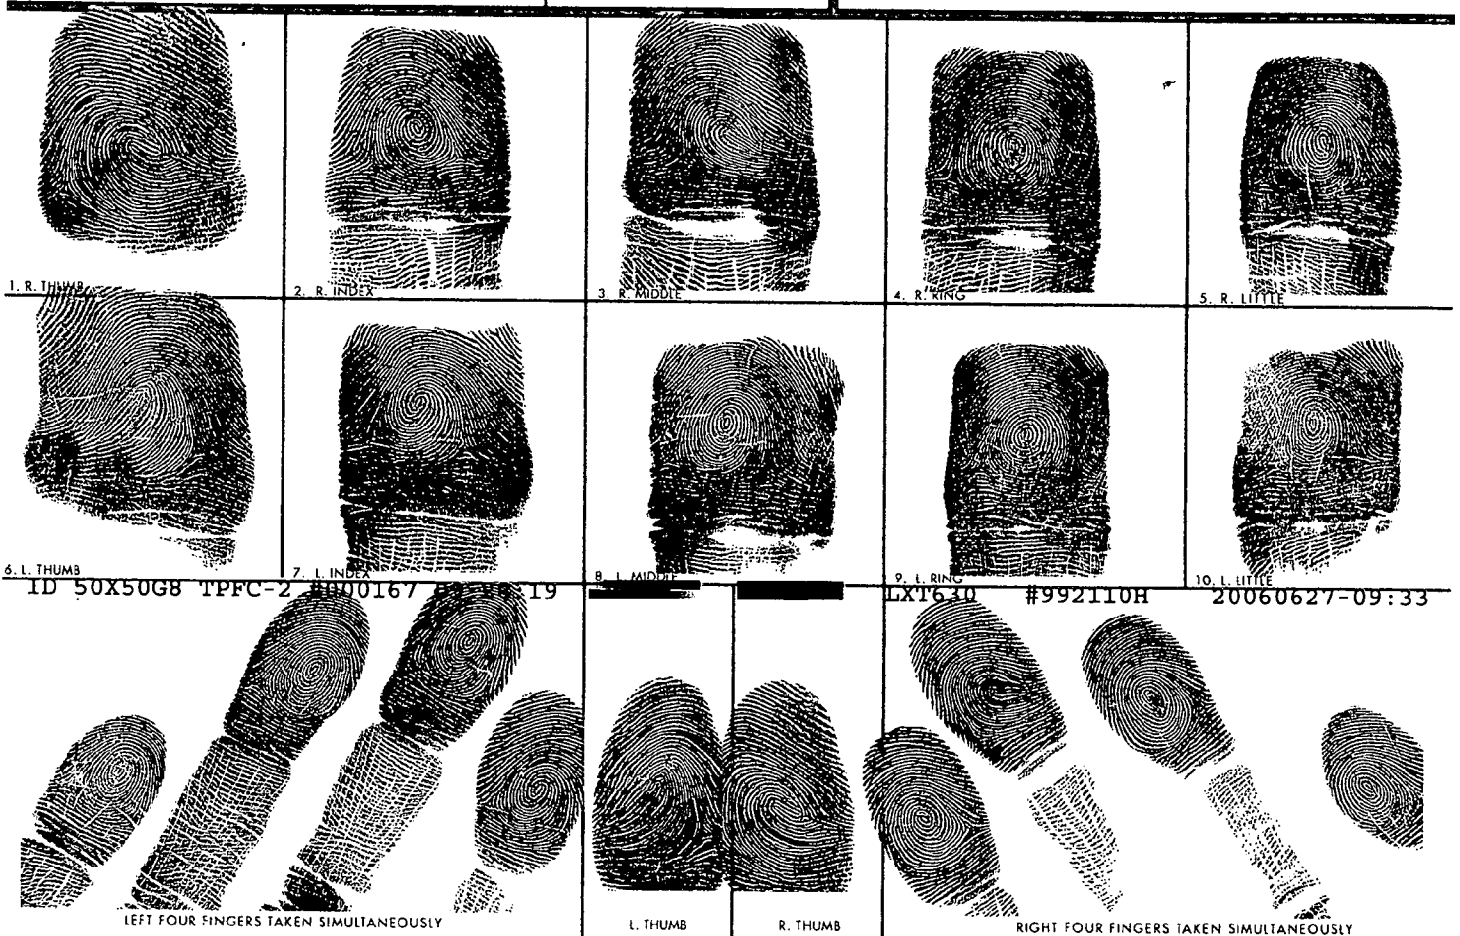 1. R. THUMB
2. R. INDEX
3. R. MIDDLE
4. R. RING
5. R. LITTLE
6. L. THUMB
7. L. INDEX
8. L. MIDDLE
9. L. RING
10. L. LITTLE
ID 50X50G8 TPFC-2 #000167
LXT630 #992110H 20060627-09:33
LEFT FOUR FINGERS TAKEN SIMULTANEOUSLY
L. THUMB
R. THUMB
RIGHT FOUR FINGERS TAKEN SIMULTANEOUSLY